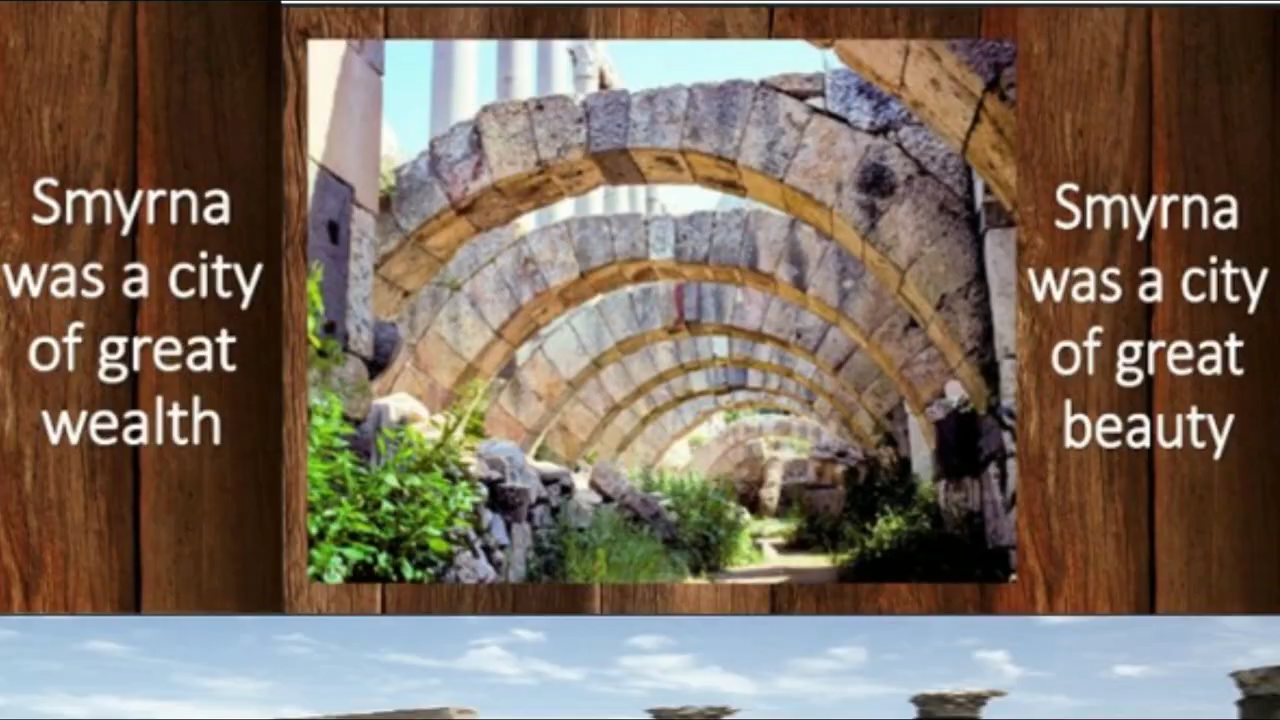 Smyrna
was a city
of great
wealth
Smyrna
was a city
of great
beauty